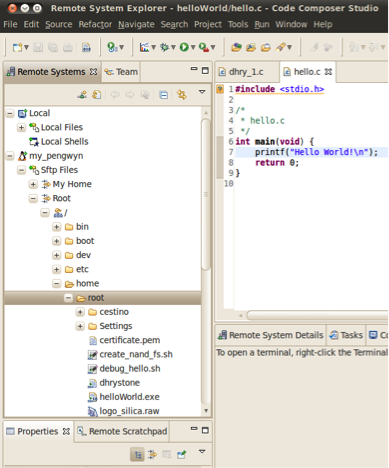 Remote System Explorer - helloWorld/hello.c - Code Composer Studio
File Edit Source Refactor Navigate Search Project Tools Run Window Help
Remote Systems
Team
Local
Local Files
Local Shells
my_pengwyn
Sftp Files
My Home
Root
/
bin
boot
dev
etc
home
root
cestino
Settings
certificate.pem
create_nand_fs.sh
debug_hello.sh
dhrystone
helloWorld.exe
logo_silica.raw
Properties
Remote Scratchpad
dhry_1.c
hello.c
1 #include <stdio.h>
2
3 /*
4  * hello.c
5  */
6 int main(void) {
7     printf("Hello World!\n");
8     return 0;
9 }
10
Remote System Details
Tasks
To open a terminal, right-click the Terminal